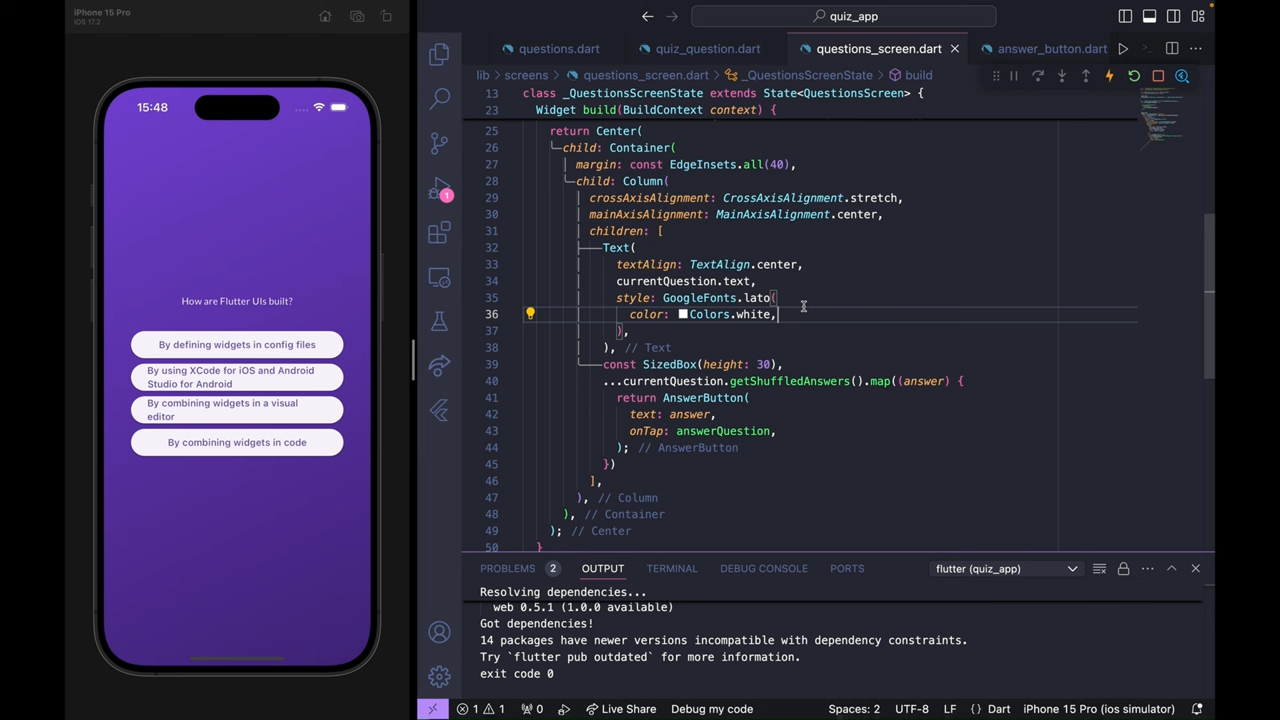 iPhone 15 Pro
iOS 17.2
15:48
How are Flutter UIs built?
By defining widgets in config files
By using XCode for iOS and Android
Studio for Android
By combining widgets in a visual
editor
By combining widgets in code
quiz_app
questions.dart
quiz_question.dart
questions_screen.dart
answer_button.dart
lib > screens > questions_screen.dart > _QuestionsScreenState > build
13 class _QuestionsScreenState extends State<QuestionsScreen> {
23 Widget build(BuildContext context) {
25 return Center(
26 child: Container(
27 margin: const EdgeInsets.all(40),
28 child: Column(
29 crossAxisAlignment: CrossAxisAlignment.stretch,
30 mainAxisAlignment: MainAxisAlignment.center,
31 children: [
32 Text(
33 textAlign: TextAlign.center,
34 currentQuestion.text,
35 style: GoogleFonts.lato(
36 color: Colors.white,
37 ),
38 ), // Text
39 const SizedBox(height: 30),
40 ...currentQuestion.getShuffledAnswers().map((answer) {
41 return AnswerButton(
42 text: answer,
43 onTap: answerQuestion,
44 ); // AnswerButton
45 })
46 ],
47 ), // Column
48 ), // Container
49 ); // Center
50 }
1
PROBLEMS 2 OUTPUT TERMINAL DEBUG CONSOLE PORTS flutter (quiz_app)
Resolving dependencies...
web 0.5.1 (1.0.0 available)
Got dependencies!
14 packages have newer versions incompatible with dependency constraints.
Try `flutter pub outdated` for more information.
exit code 0
1 1 0 Live Share Debug my code Spaces: 2 UTF-8 LF {} Dart iPhone 15 Pro (ios simulator)